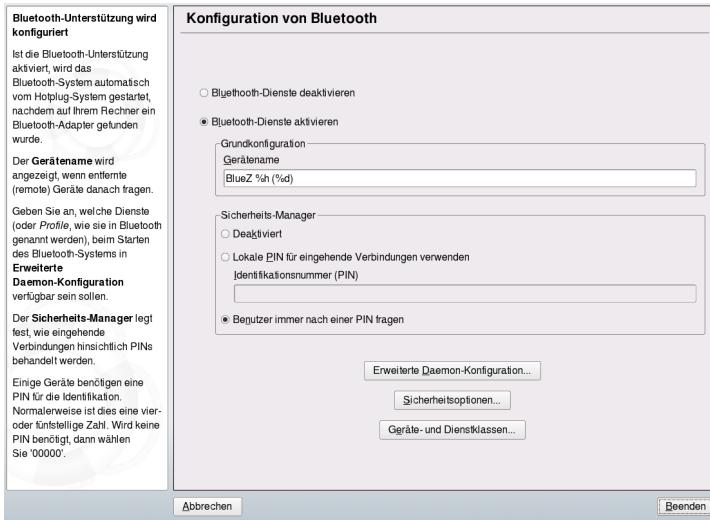 Bluetooth-Unterstützung wird
konfiguriert
Ist die Bluetooth-Unterstützung
aktiviert, wird das
Bluetooth-System automatisch
vom Hotplug-System gestartet,
nachdem auf Ihrem Rechner ein
Bluetooth-Adapter gefunden
wurde.
Der Gerätename wird
angezeigt, wenn entfernte
(remote) Geräte danach fragen.
Geben Sie an, welche Dienste
(oder Profile, wie sie in Bluetooth
genannt werden), beim Starten
des Bluetooth-Systems in
Erweiterte
Daemon-Konfiguration
verfügbar sein sollen.
Der Sicherheits-Manager legt
fest, wie eingehende
Verbindungen hinsichtlich PINs
behandelt werden.
Einige Geräte benötigen eine
PIN für die Identifikation.
Normalerweise ist dies eine vier-
oder fünfstellige Zahl. Wird keine
PIN benötigt, dann wählen
Sie '00000'.
Konfiguration von Bluetooth
Bluethooth-Dienste deaktivieren
Bluetooth-Dienste aktivieren
Grundkonfiguration
Gerätename
BlueZ %h (%d)
Sicherheits-Manager
Deaktiviert
Lokale PIN für eingehende Verbindungen verwenden
Identifikationsnummer (PIN)
Benutzer immer nach einer PIN fragen
Erweiterte Daemon-Konfiguration...
Sicherheitsoptionen...
Geräte- und Dienstklassen...
Abbrechen
Beenden